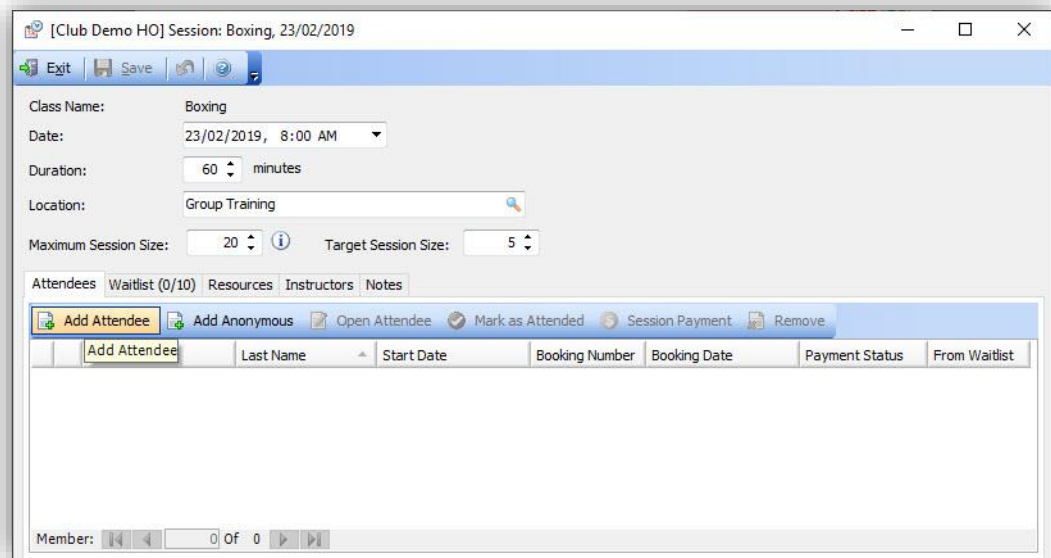 [Club Demo HO] Session: Boxing, 23/02/2019
Exit Save
Class Name: Boxing
Date: 23/02/2019, 8:00 AM
Duration: 60 minutes
Location: Group Training
Maximum Session Size: 20 Target Session Size: 5
Attendees Waitlist (0/10) Resources Instructors Notes
Add Attendee Add Anonymous Open Attendee Mark as Attended Session Payment Remove
Add Attendee Last Name Start Date Booking Number Booking Date Payment Status From Waitlist
Member: 0 Of 0